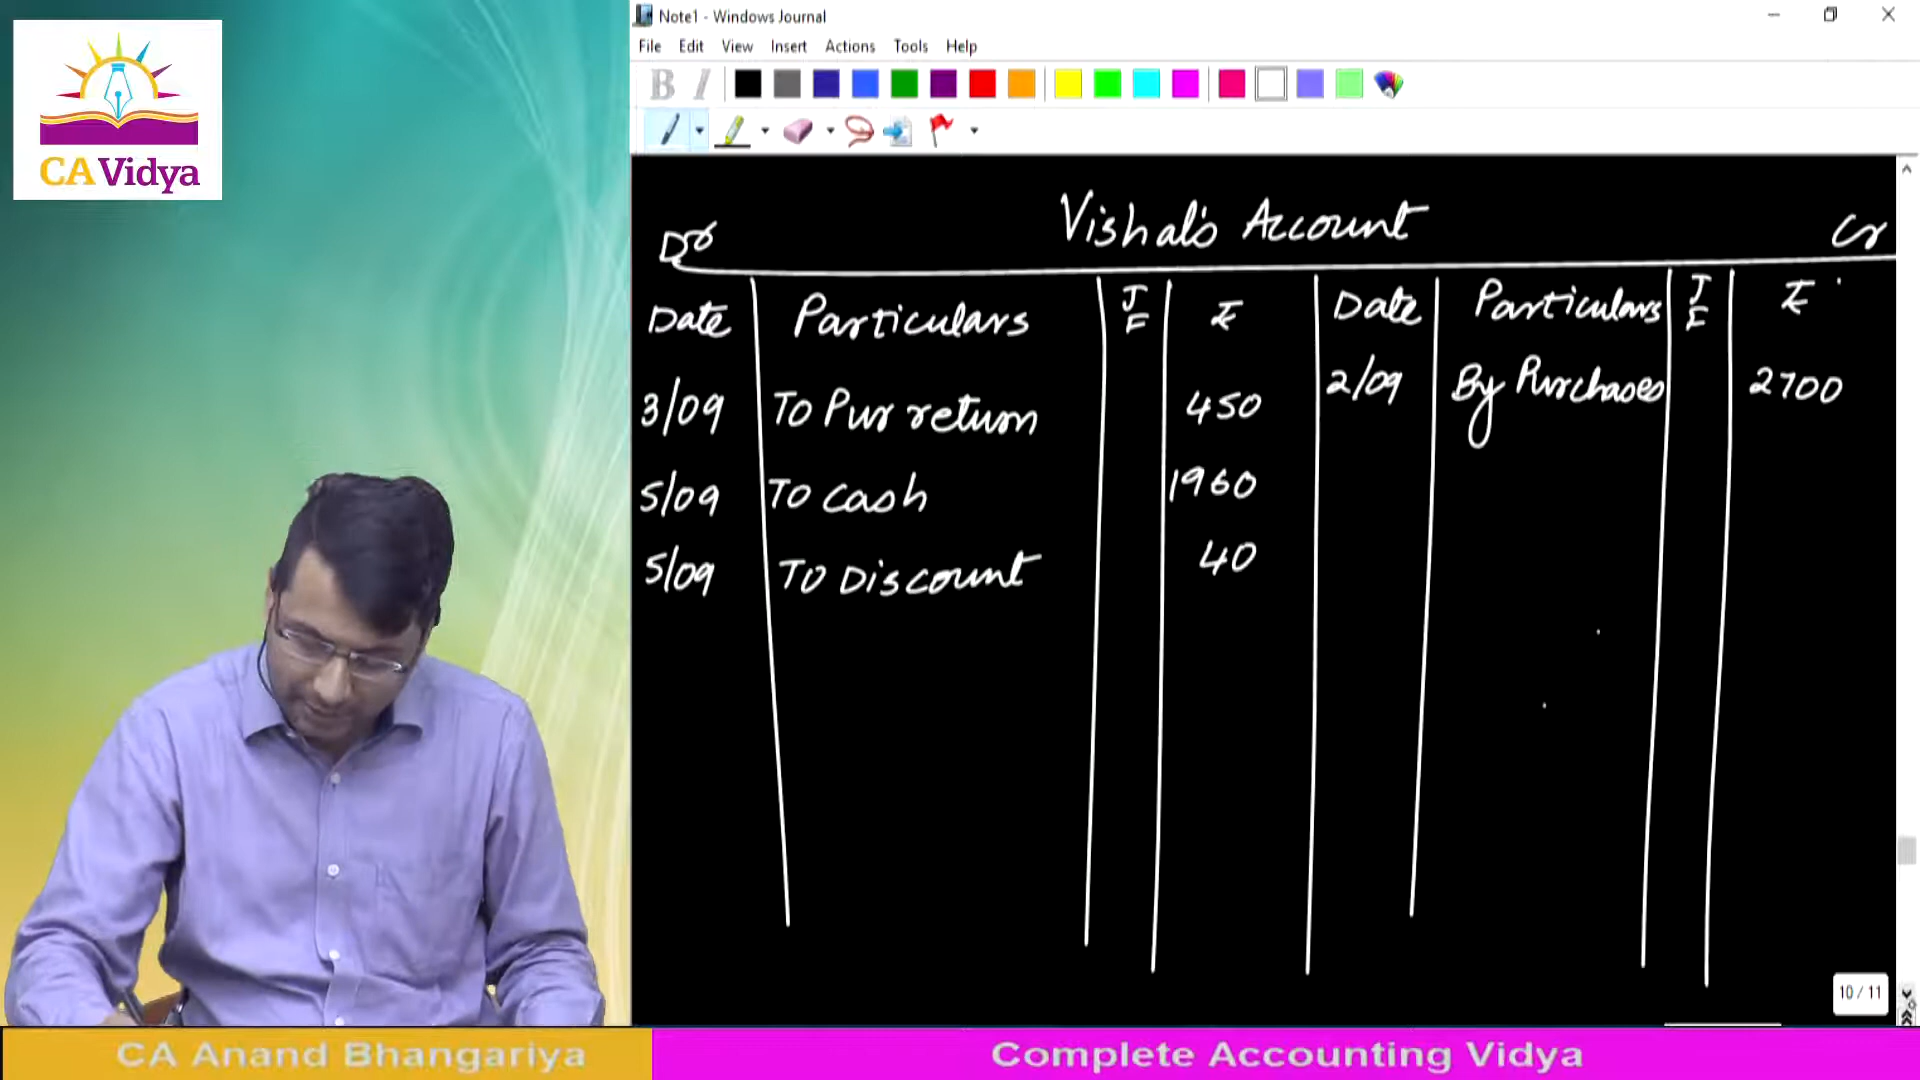 CA Vidya
Note1 - Windows Journal
File Edit View Insert Actions Tools Help
B I
Vishal's Account
Dr Cr
Date Particulars J F ₹ Date Particulars J F ₹
3/09 To Pur return 450 2/09 By Purchases 2700
5/09 To Cash 1960
5/09 To Discount 40
10 / 11
CA Anand Bhangariya
Complete Accounting Vidya